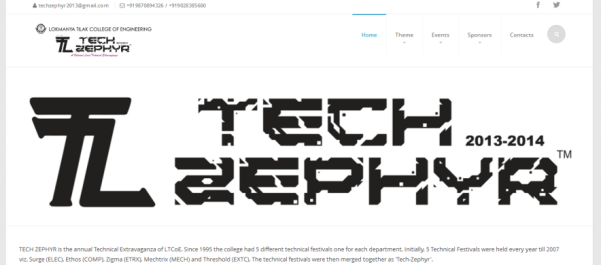 techzephyr2013@gmail.com +919870894326 / +919028385600
LOKMANYA TILAK COLLEGE OF ENGINEERING
TECH
ZEPHYR
Home Theme Events Sponsors Contacts
TL TECH 2013-2014
ZEPHYR TM
TECH ZEPHYR is the annual Technical Extravaganza of LTCoE. Since 1995 the college had 5 different technical festivals one for each department. Initially, 5 Technical Festivals were held every year till 2007
viz. Surge (ELEC), Ethos (COMP), Zigma (ETRX), Mechtrix (MECH) and Threshold (EXTC). The technical festivals were then merged together as 'Tech-Zephyr'.